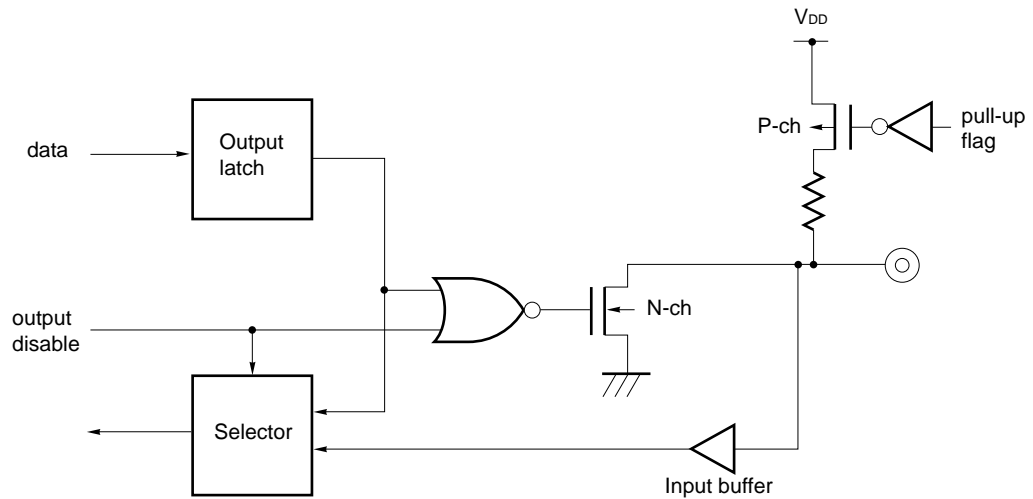 VDD
P-ch
pull-up
flag
data
Output
latch
output
disable
N-ch
Selector
Input buffer